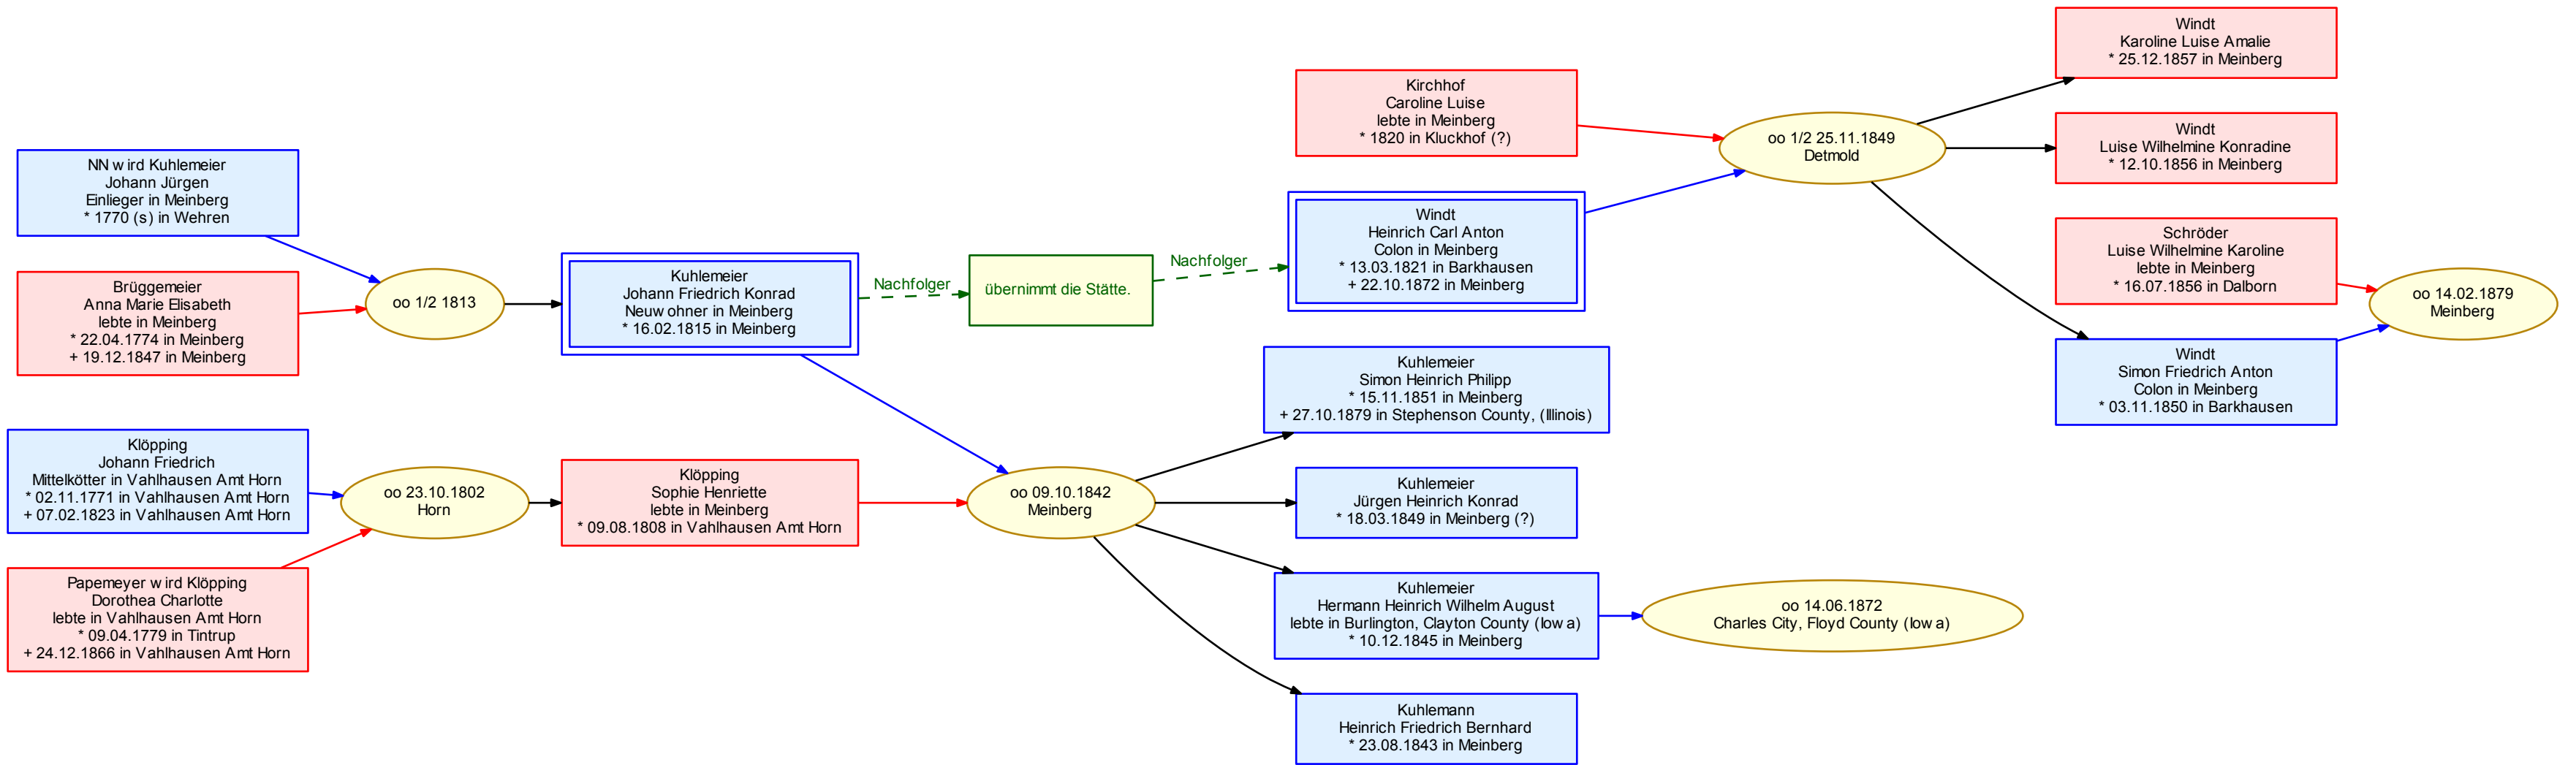 NN wird Kuhlemeier
Johann Jürgen
Einlieger in Meinberg
* 1770 (s) in Wehren
Brüggemeier
Anna Marie Elisabeth
lebte in Meinberg
* 22.04.1774 in Meinberg
+ 19.12.1847 in Meinberg
Klöpping
Johann Friedrich
Mittelkötter in Vahlhausen Amt Horn
* 02.11.1771 in Vahlhausen Amt Horn
+ 07.02.1823 in Vahlhausen Amt Horn
Papemeyer wird Klöpping
Dorothea Charlotte
lebte in Vahlhausen Amt Horn
* 09.04.1779 in Tintrup
+ 24.12.1866 in Vahlhausen Amt Horn
oo 1/2 1813
oo 23.10.1802
Horn
Kuhlemeier
Johann Friedrich Konrad
Neuwohner in Meinberg
* 16.02.1815 in Meinberg
Klöpping
Sophie Henriette
lebte in Meinberg
* 09.08.1808 in Vahlhausen Amt Horn
Nachfolger
übernimmt die Stätte.
Nachfolger
oo 09.10.1842
Meinberg
Kirchhof
Caroline Luise
lebte in Meinberg
* 1820 in Kluckhof (?)
Windt
Heinrich Carl Anton
Colon in Meinberg
* 13.03.1821 in Barkhausen
+ 22.10.1872 in Meinberg
Kuhlemeier
Simon Heinrich Philipp
* 15.11.1851 in Meinberg
+ 27.10.1879 in Stephenson County, (Illinois)
Kuhlemeier
Jürgen Heinrich Konrad
* 18.03.1849 in Meinberg (?)
Kuhlemeier
Hermann Heinrich Wilhelm August
lebte in Burlington, Clayton County (Iowa)
* 10.12.1845 in Meinberg
Kuhlemann
Heinrich Friedrich Bernhard
* 23.08.1843 in Meinberg
oo 1/2 25.11.1849
Detmold
oo 14.06.1872
Charles City, Floyd County (Iowa)
Windt
Karoline Luise Amalie
* 25.12.1857 in Meinberg
Windt
Luise Wilhelmine Konradine
* 12.10.1856 in Meinberg
Schröder
Luise Wilhelmine Karoline
lebte in Meinberg
* 16.07.1856 in Dalborn
Windt
Simon Friedrich Anton
Colon in Meinberg
* 03.11.1850 in Barkhausen
oo 14.02.1879
Meinberg